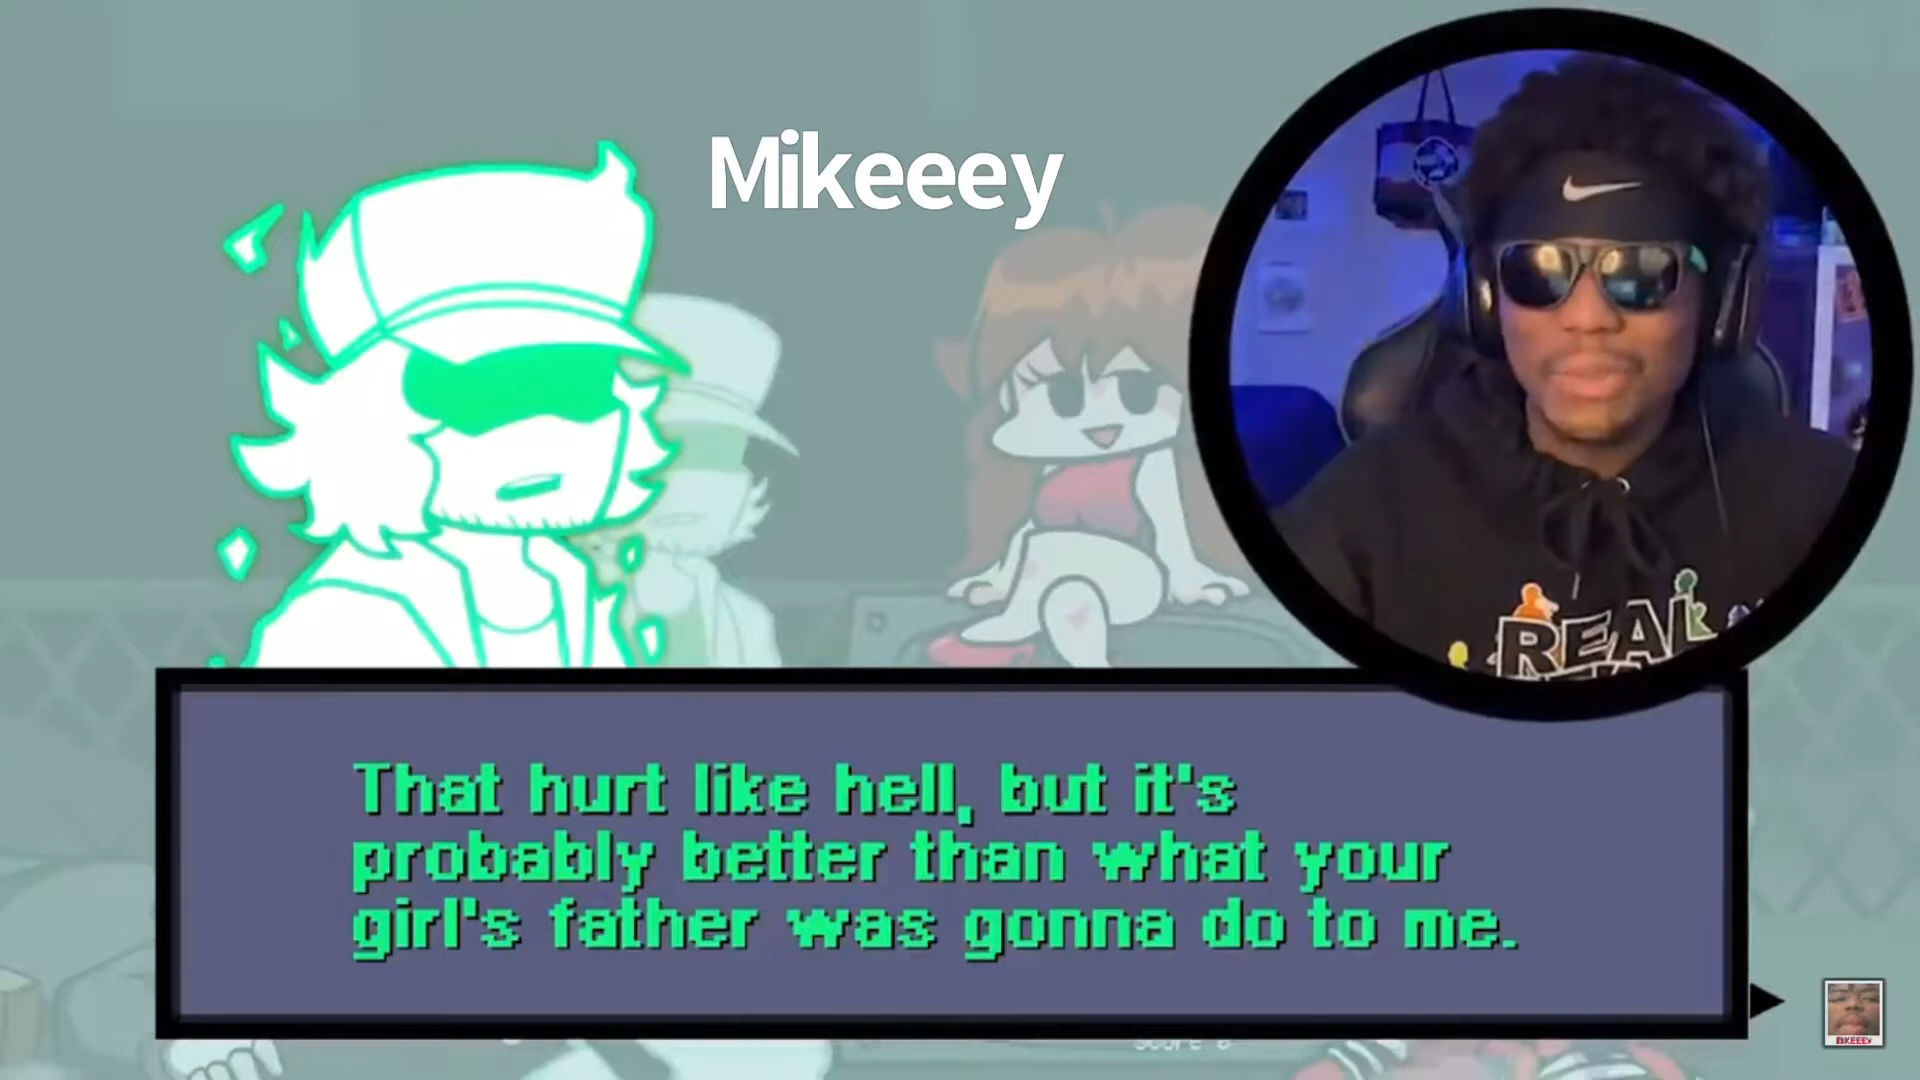 Mikeeey
REAL
That hurt like hell, but it's
probably better than what your
girl's father was gonna do to me.
MIKEEEY